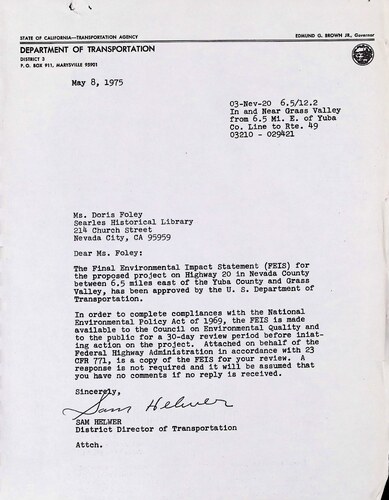 STATE OF CALIFORNIA—TRANSPORTATION AGENCY
EDMUND G. BROWN JR., Governor
DEPARTMENT OF TRANSPORTATION
DISTRICT 3
P.O. BOX 911, MARYSVILLE 95901
May 8, 1975
03-Nev-20 6.5/12.2
In and Near Grass Valley
from 6.5 Mi. E. of Yuba
Co. Line to Rte. 49
03210 - 029421
Ms. Doris Foley
Searles Historical Library
214 Church Street
Nevada City, CA 95959
Dear Ms. Foley:
The Final Environmental Impact Statement (FEIS) for
the proposed project on Highway 20 in Nevada County
between 6.5 miles east of the Yuba County and Grass
Valley, has been approved by the U. S. Department of
Transportation.
In order to complete compliances with the National
Environmental Policy Act of 1969, the FEIS is made
available to the Council on Environmental Quality and
to the public for a 30-day review period before iniat-
ing action on the project. Attached on behalf of the
Federal Highway Administration in accordance with 23
CFR 771, is a copy of the FEIS for your review. A
response is not required and it will be assumed that
you have no comments if no reply is received.
Sincerely,
Sam Helwer
SAM HELWER
District Director of Transportation
Attch.